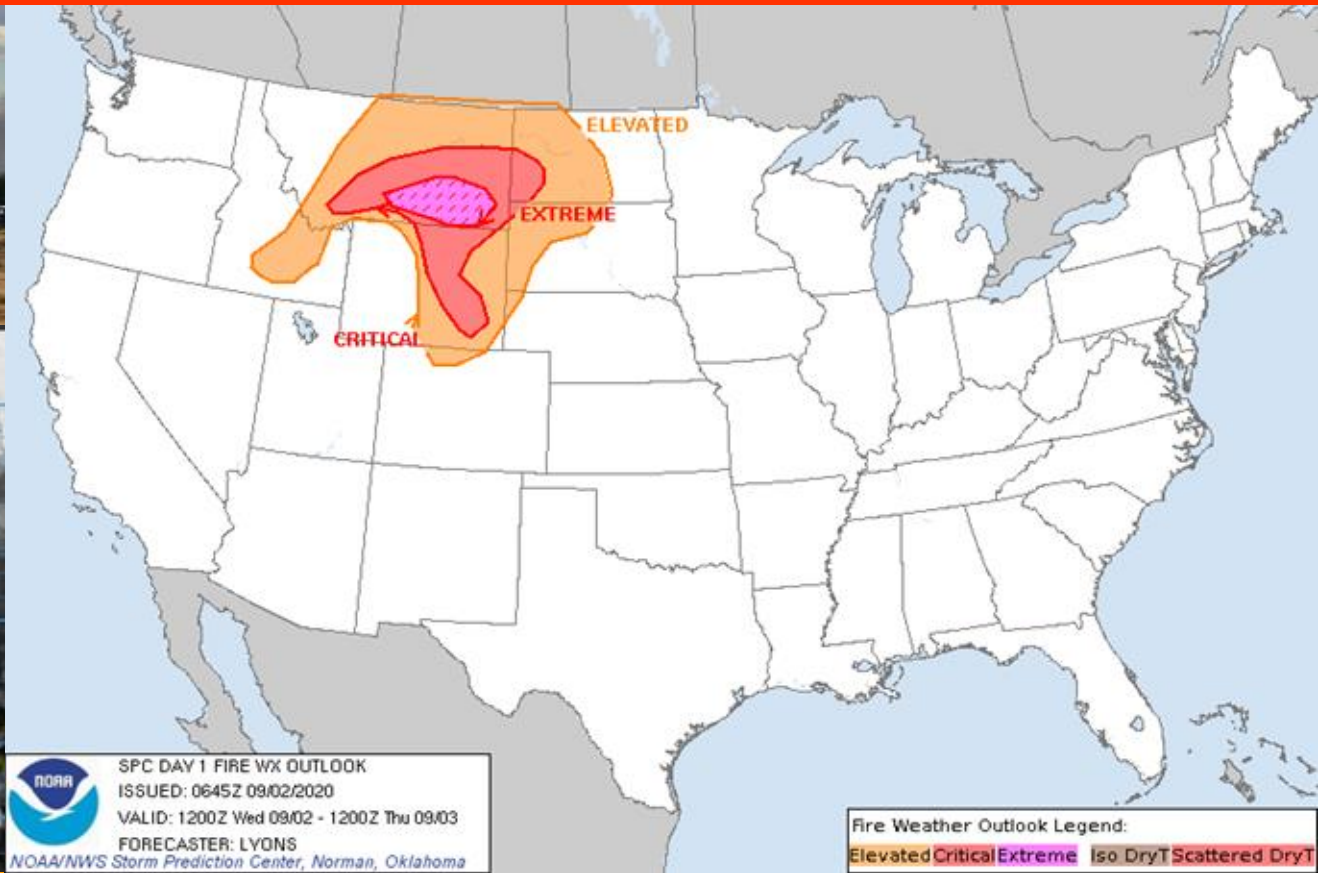 ELEVATED
EXTREME
CRITICAL
NOAA
SPC DAY 1 FIRE WX OUTLOOK
ISSUED: 0645Z 09/02/2020
VALID: 1200Z Wed 09/02 - 1200Z Thu 09/03
FORECASTER: LYONS
NOAA/NWS Storm Prediction Center, Norman, Oklahoma
Fire Weather Outlook Legend:
Elevated Critical Extreme Iso DryT Scattered DryT